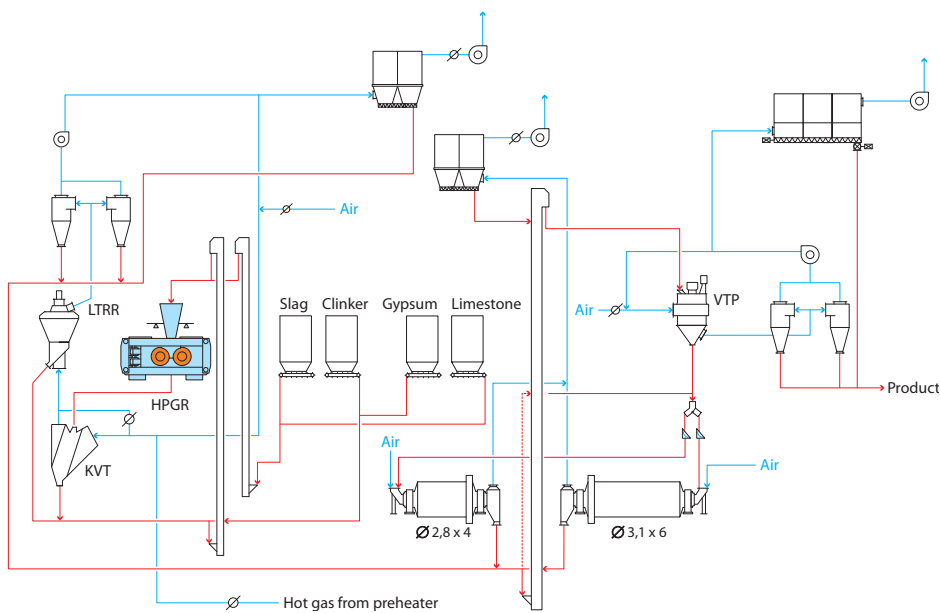 Air
Slag
Clinker
Gypsum
Limestone
LTRR
VTP
Air
HPGR
Product
Air
KVT
Air
Ø 2,8 x 4
Ø 3,1 x 6
Hot gas from preheater